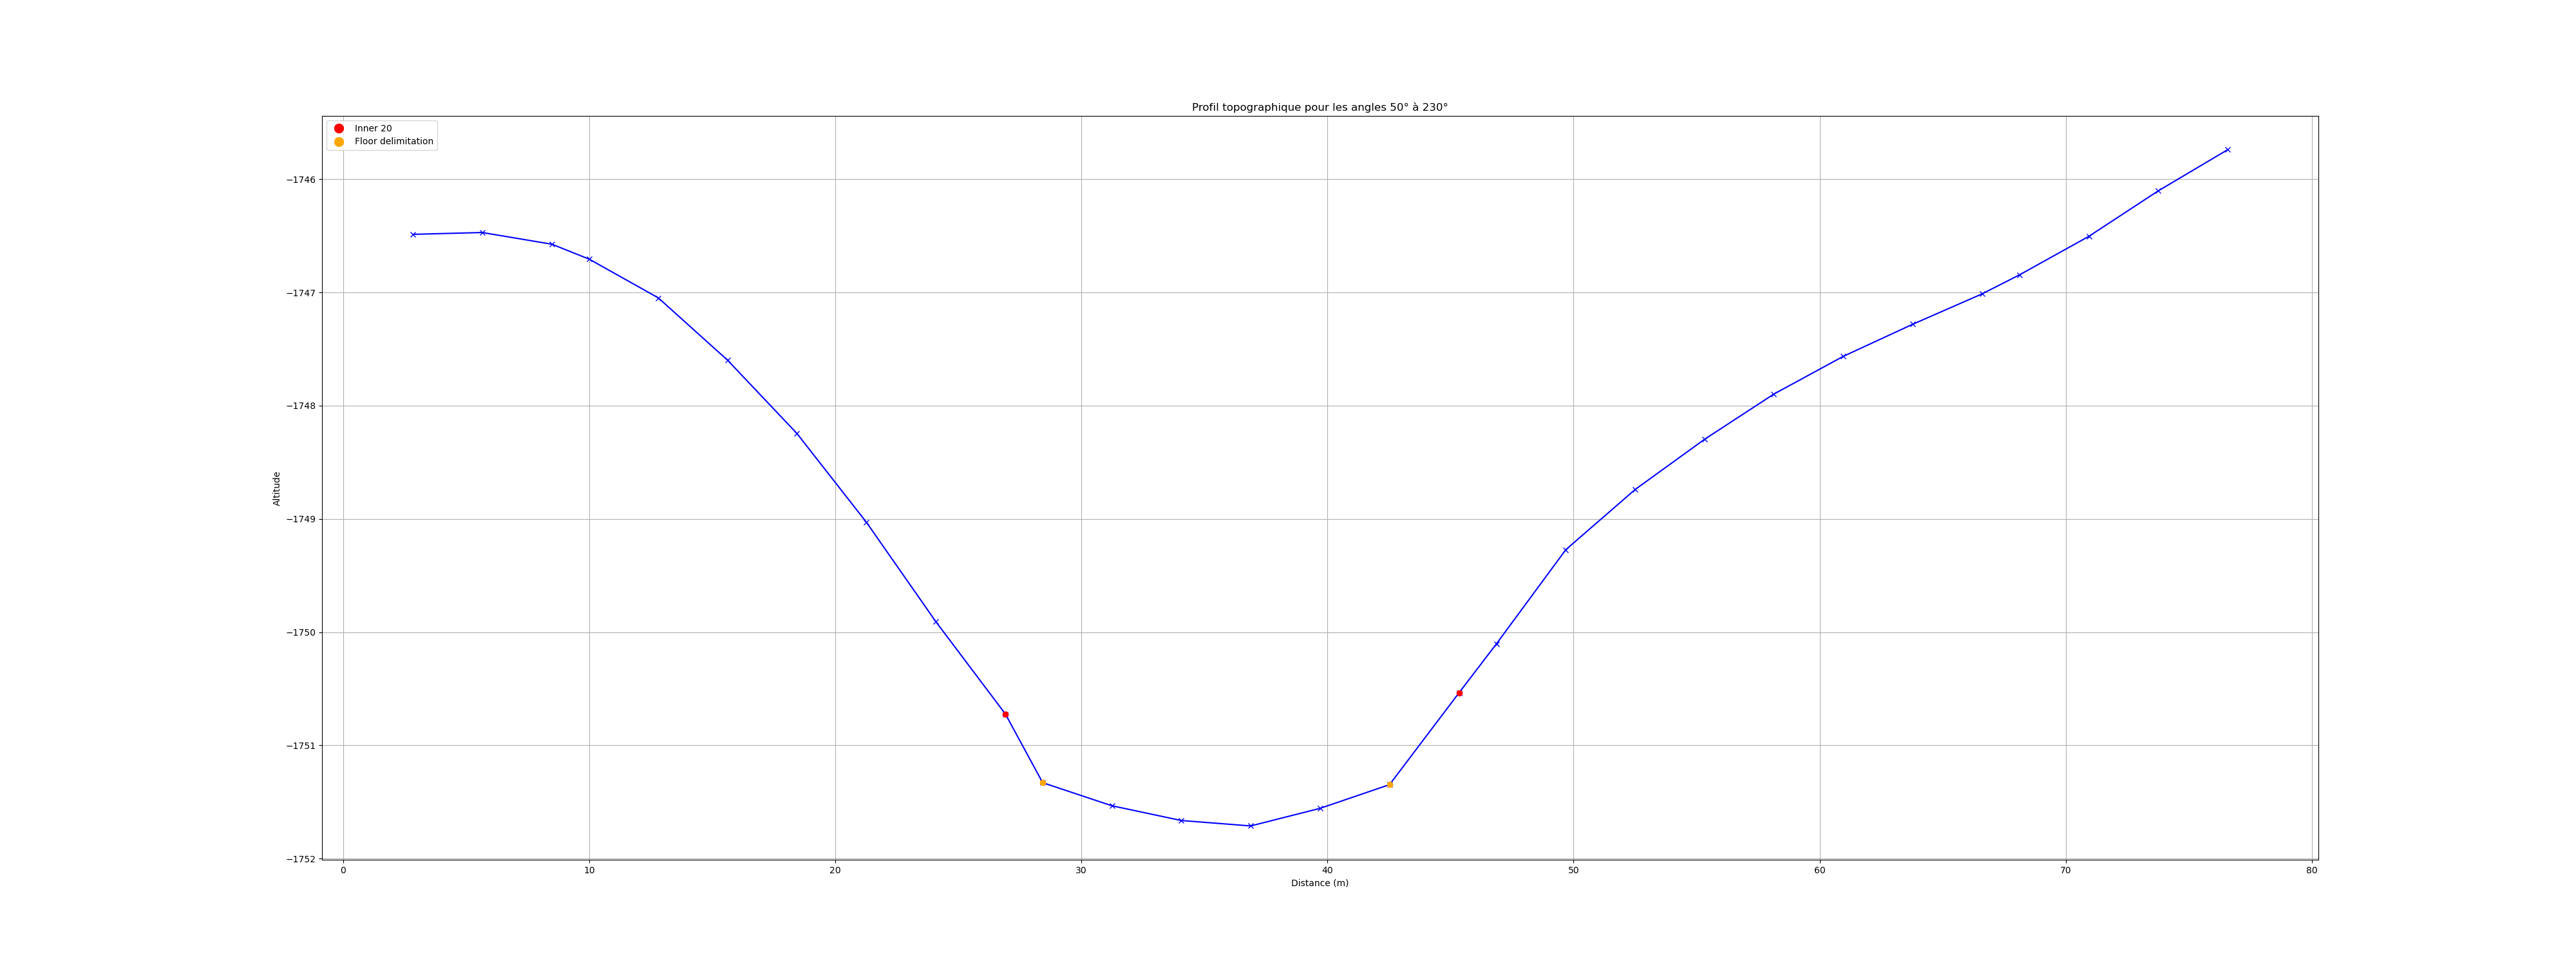 Profil topographique pour les angles 50° à 230°
Inner 20
Floor delimitation
−1746
−1747
−1748
−1749
−1750
−1751
−1752
Altitude
0 10 20 30 40 50 60 70 80
Distance (m)